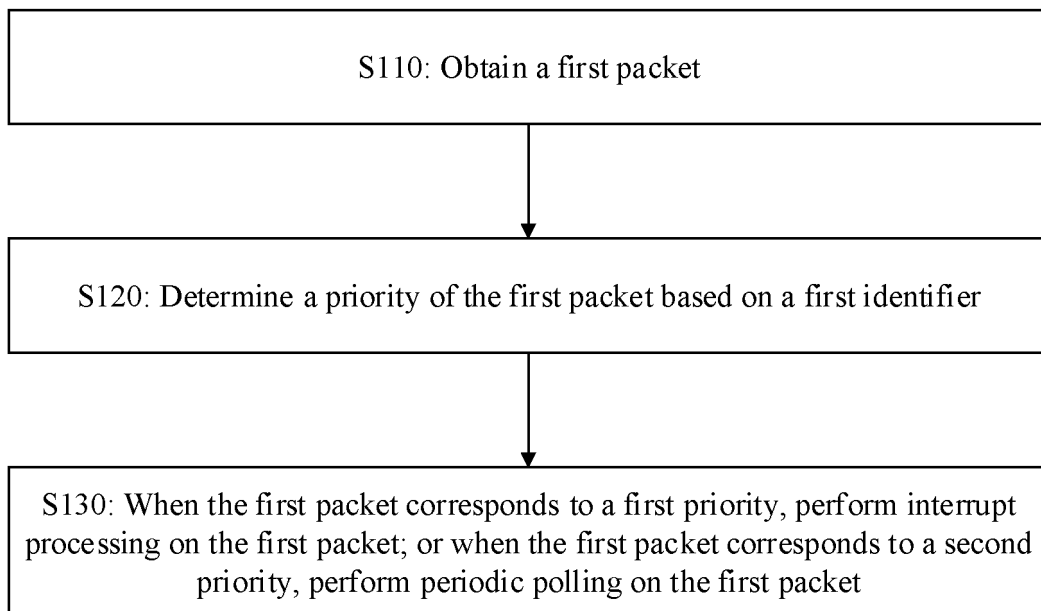 S110: Obtain a first packet
S120: Determine a priority of the first packet based on a first identifier
S130: When the first packet corresponds to a first priority, perform interrupt
processing on the first packet; or when the first packet corresponds to a second
priority, perform periodic polling on the first packet